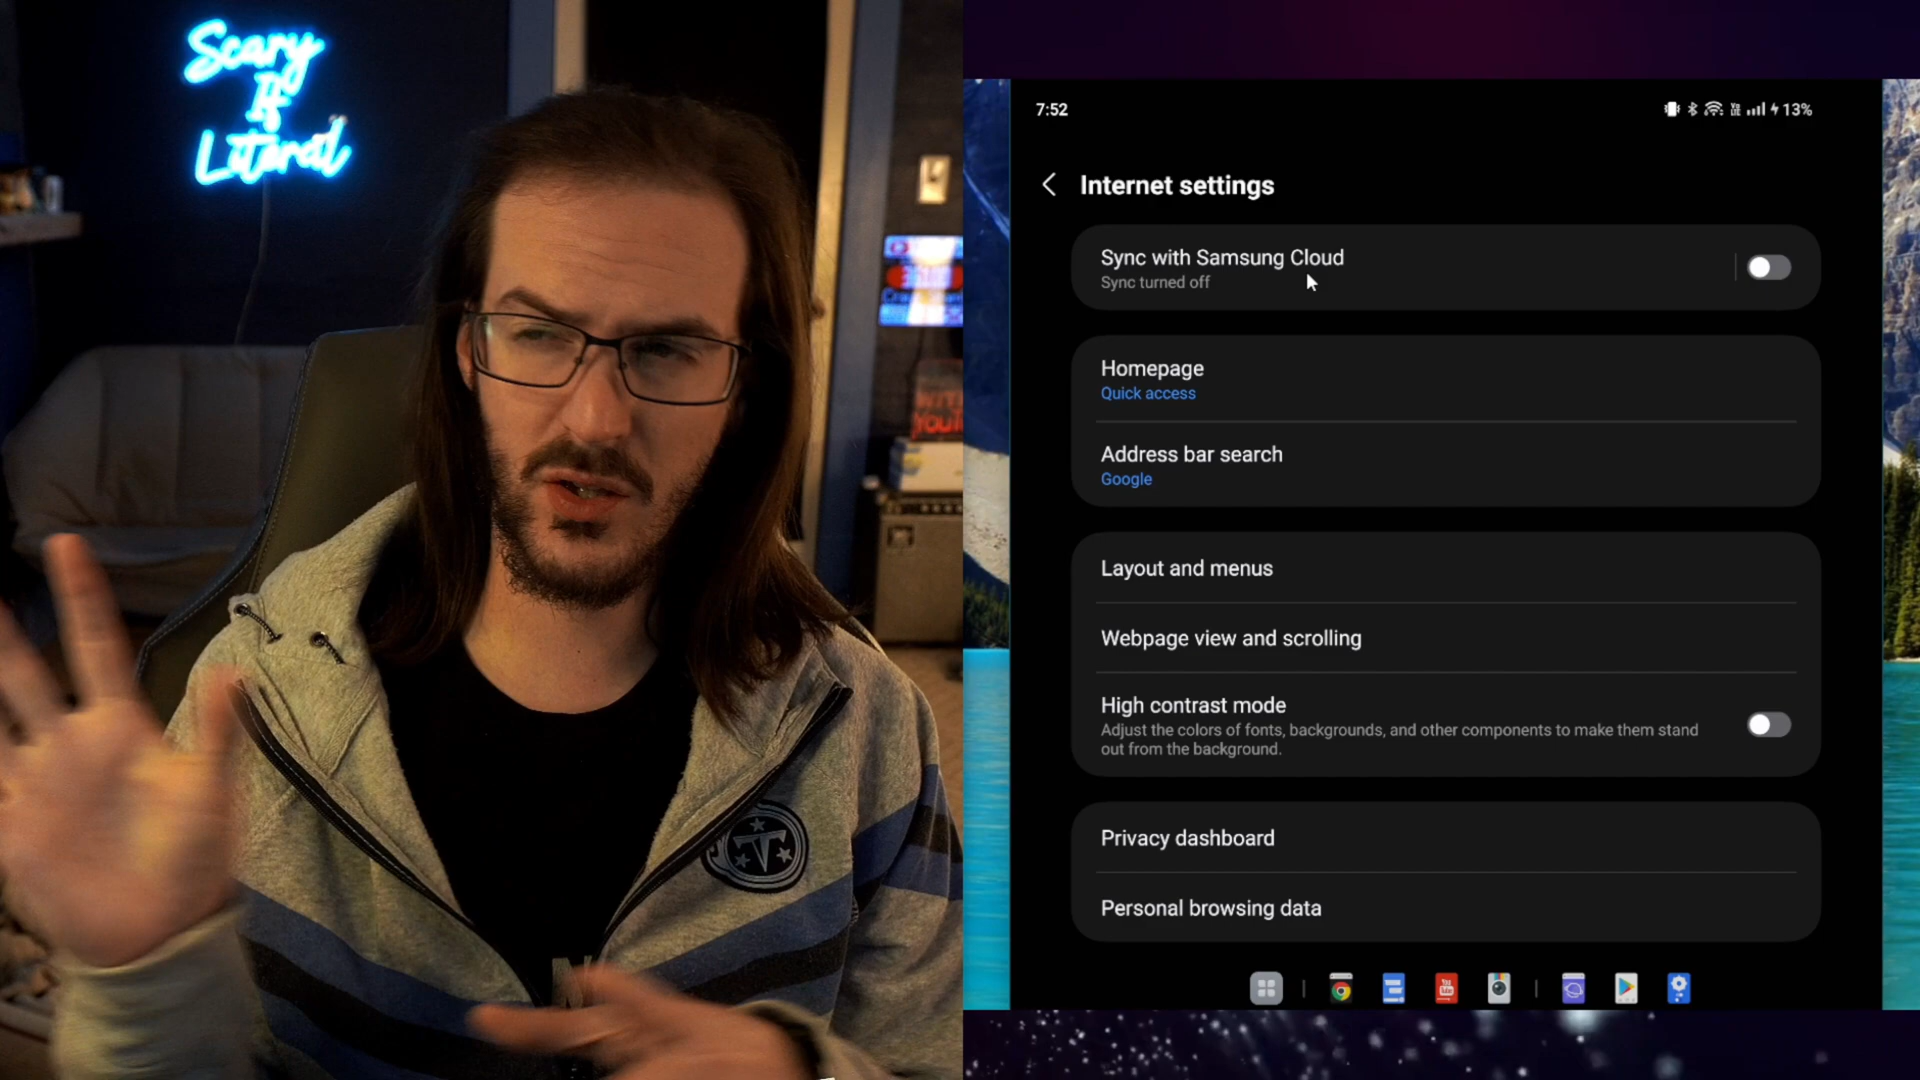 Scary
If
Literal
7:52
13%
Internet settings
Sync with Samsung Cloud
Sync turned off
Homepage
Quick access
Address bar search
Google
Layout and menus
Webpage view and scrolling
High contrast mode
Adjust the colors of fonts, backgrounds, and other components to make them stand
out from the background.
Privacy dashboard
Personal browsing data